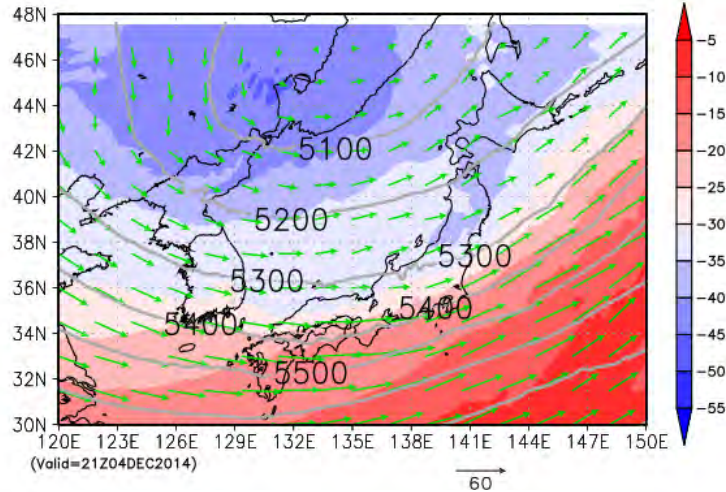 48N
46N
44N
42N
40N
38N
36N
34N
32N
30N
5100
5200
5300
5300
5400
5400
5500
120E 123E 126E 129E 132E 135E 138E 141E 144E 147E 150E
(Valid=21Z04DEC2014)
60
-5
-10
-15
-20
-25
-30
-35
-40
-45
-50
-55